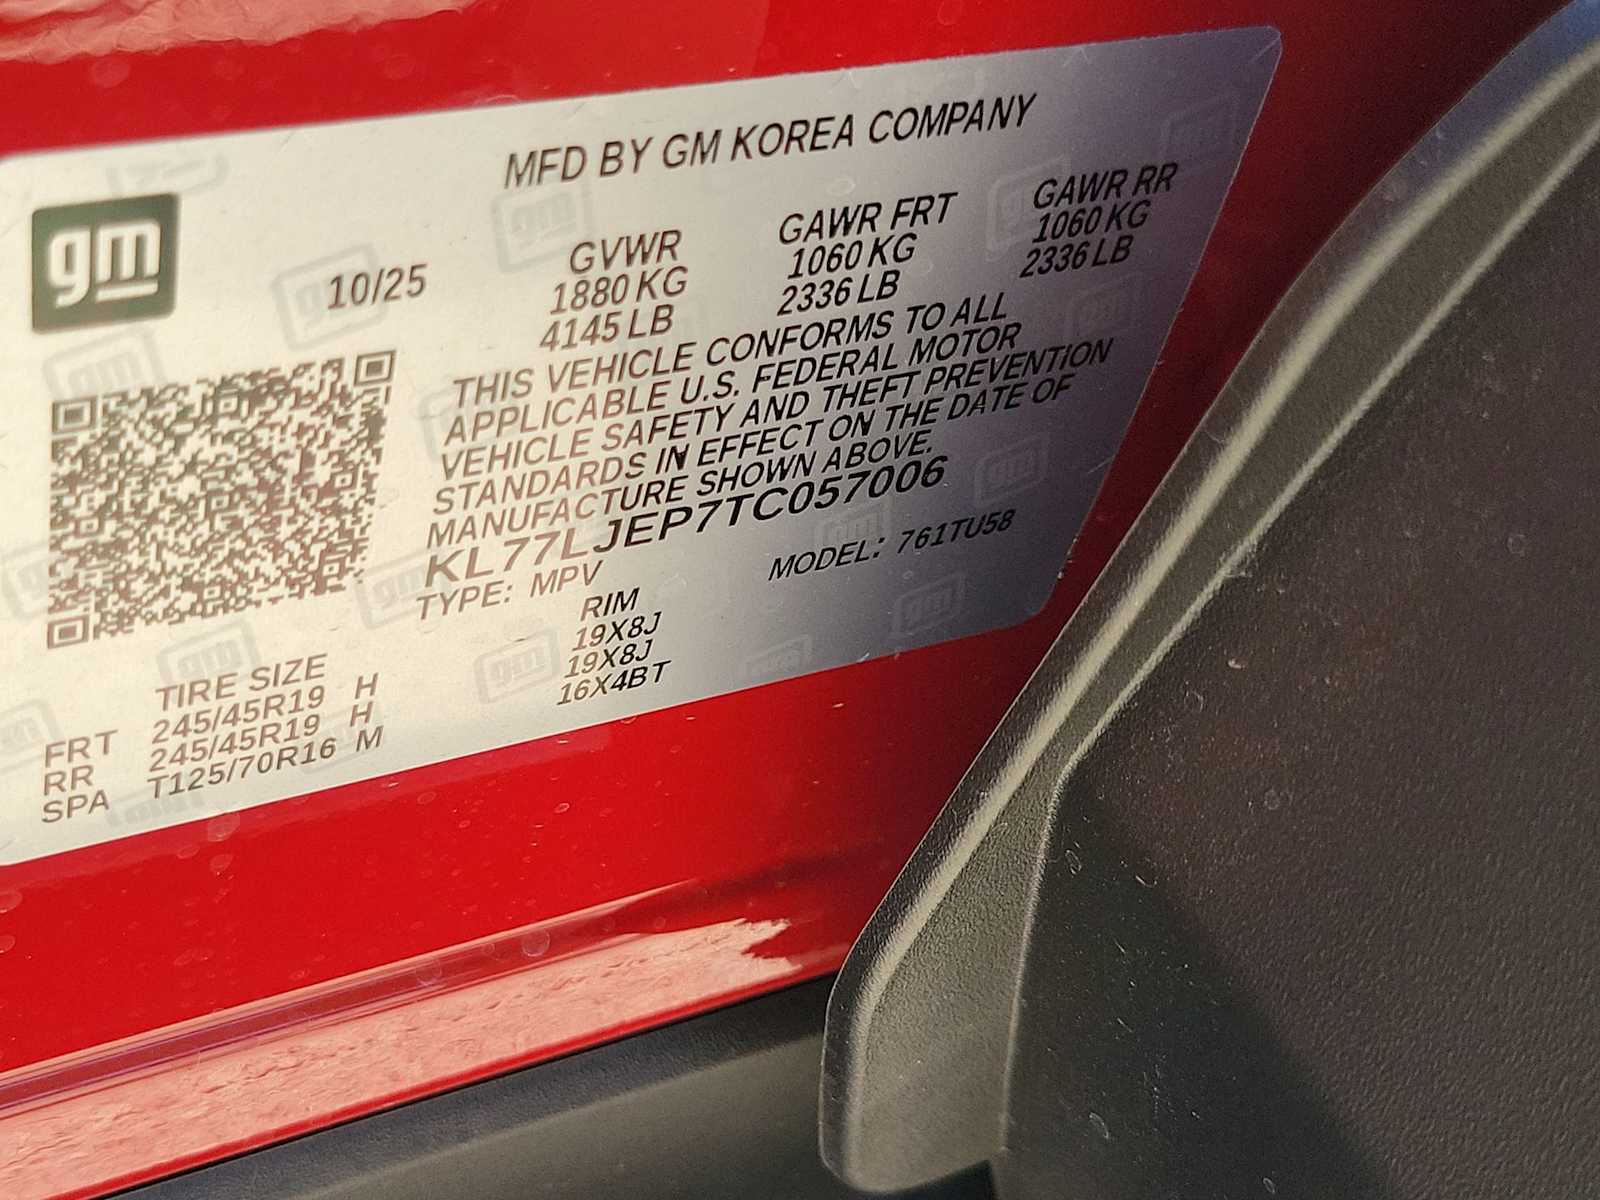 MFD BY GM KOREA COMPANY
gm
10/25
GVWR GAWR FRT GAWR RR
1880 KG 1060 KG 1060 KG
4145 LB 2336 LB 2336 LB
THIS VEHICLE CONFORMS TO ALL
APPLICABLE U.S. FEDERAL MOTOR
VEHICLE SAFETY AND THEFT PREVENTION
STANDARDS IN EFFECT ON THE DATE OF
MANUFACTURE SHOWN ABOVE.
KL77LJEP7TC057006
TYPE: MPV MODEL: 761TU58
TIRE SIZE RIM
FRT 245/45R19 H 19X8J
RR 245/45R19 H 19X8J
SPA T125/70R16 M 16X4BT